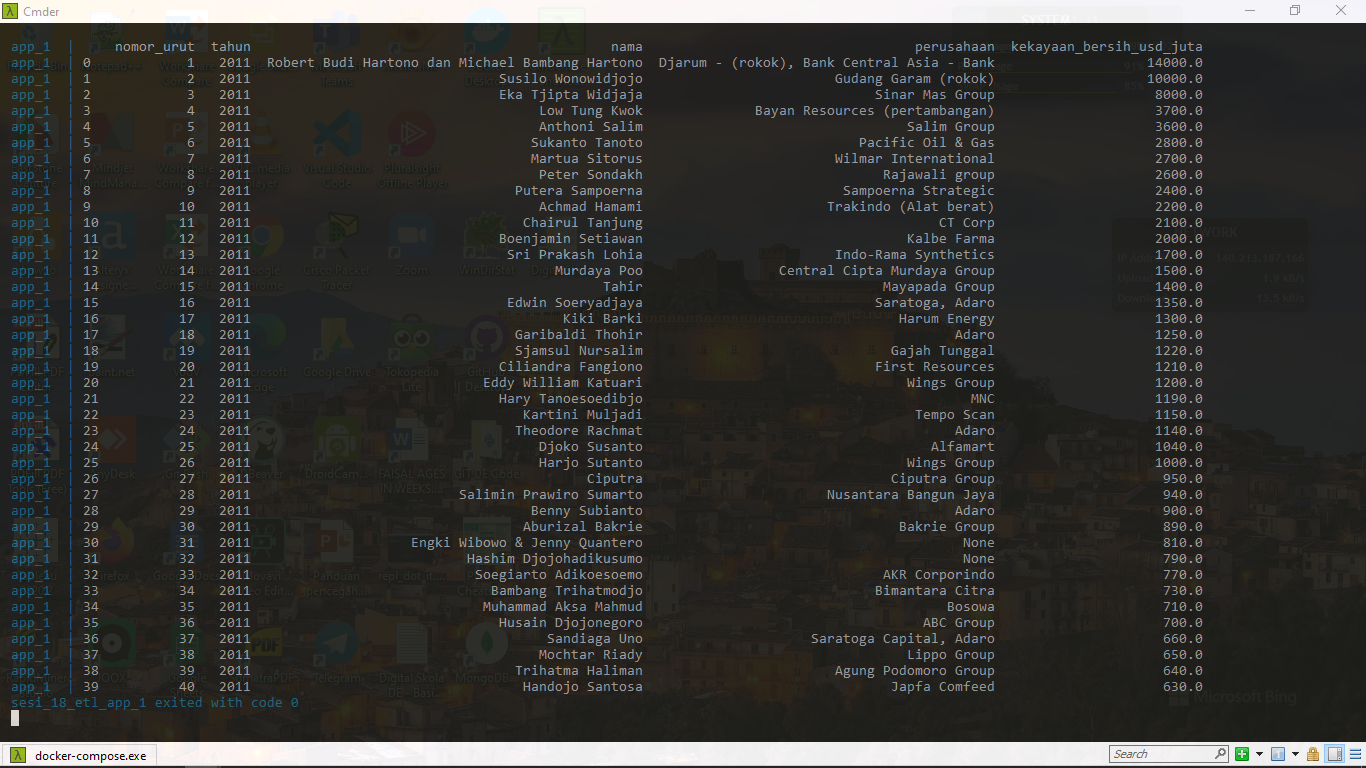 Cmder
app_1 | nomor_urut tahun nama perusahaan kekayaan_bersih_usd_juta
app_1 | 0 1 2011 Robert Budi Hartono dan Michael Bambang Hartono Djarum - (rokok), Bank Central Asia - Bank 14000.0
app_1 | 1 2 2011 Susilo Wonowidjojo Gudang Garam (rokok) 10000.0
app_1 | 2 3 2011 Eka Tjipta Widjaja Sinar Mas Group 8000.0
app_1 | 3 4 2011 Low Tung Kwok Bayan Resources (pertambangan) 3700.0
app_1 | 4 5 2011 Anthoni Salim Salim Group 3600.0
app_1 | 5 6 2011 Sukanto Tanoto Pacific Oil & Gas 2800.0
app_1 | 6 7 2011 Martua Sitorus Wilmar International 2700.0
app_1 | 7 8 2011 Peter Sondakh Rajawali group 2600.0
app_1 | 8 9 2011 Putera Sampoerna Sampoerna Strategic 2400.0
app_1 | 9 10 2011 Achmad Hamami Trakindo (Alat berat) 2200.0
app_1 | 10 11 2011 Chairul Tanjung CT Corp 2100.0
app_1 | 11 12 2011 Boenjamin Setiawan Kalbe Farma 2000.0
app_1 | 12 13 2011 Sri Prakash Lohia Indo-Rama Synthetics 1700.0
app_1 | 13 14 2011 Murdaya Poo Central Cipta Murdaya Group 1500.0
app_1 | 14 15 2011 Tahir Mayapada Group 1400.0
app_1 | 15 16 2011 Edwin Soeryadjaya Saratoga, Adaro 1350.0
app_1 | 16 17 2011 Kiki Barki Harum Energy 1300.0
app_1 | 17 18 2011 Garibaldi Thohir Adaro 1250.0
app_1 | 18 19 2011 Sjamsul Nursalim Gajah Tunggal 1220.0
app_1 | 19 20 2011 Ciliandra Fangiono First Resources 1210.0
app_1 | 20 21 2011 Eddy William Katuari Wings Group 1200.0
app_1 | 21 22 2011 Hary Tanoesoedibjo MNC 1190.0
app_1 | 22 23 2011 Kartini Muljadi Tempo Scan 1150.0
app_1 | 23 24 2011 Theodore Rachmat Adaro 1140.0
app_1 | 24 25 2011 Djoko Susanto Alfamart 1040.0
app_1 | 25 26 2011 Harjo Sutanto Wings Group 1000.0
app_1 | 26 27 2011 Ciputra Ciputra Group 950.0
app_1 | 27 28 2011 Salimin Prawiro Sumarto Nusantara Bangun Jaya 940.0
app_1 | 28 29 2011 Benny Subianto Adaro 900.0
app_1 | 29 30 2011 Aburizal Bakrie Bakrie Group 890.0
app_1 | 30 31 2011 Engki Wibowo & Jenny Quantero None 810.0
app_1 | 31 32 2011 Hashim Djojohadikusumo None 790.0
app_1 | 32 33 2011 Soegiarto Adikoesoemo AKR Corporindo 770.0
app_1 | 33 34 2011 Bambang Trihatmodjo Bimantara Citra 730.0
app_1 | 34 35 2011 Muhammad Aksa Mahmud Bosowa 710.0
app_1 | 35 36 2011 Husain Djojonegoro ABC Group 700.0
app_1 | 36 37 2011 Sandiaga Uno Saratoga Capital, Adaro 660.0
app_1 | 37 38 2011 Mochtar Riady Lippo Group 650.0
app_1 | 38 39 2011 Trihatma Haliman Agung Podomoro Group 640.0
app_1 | 39 40 2011 Handojo Santosa Japfa Comfeed 630.0
sesi_18_etl_app_1 exited with code 0
Microsoft Bing
docker-compose.exe
Search